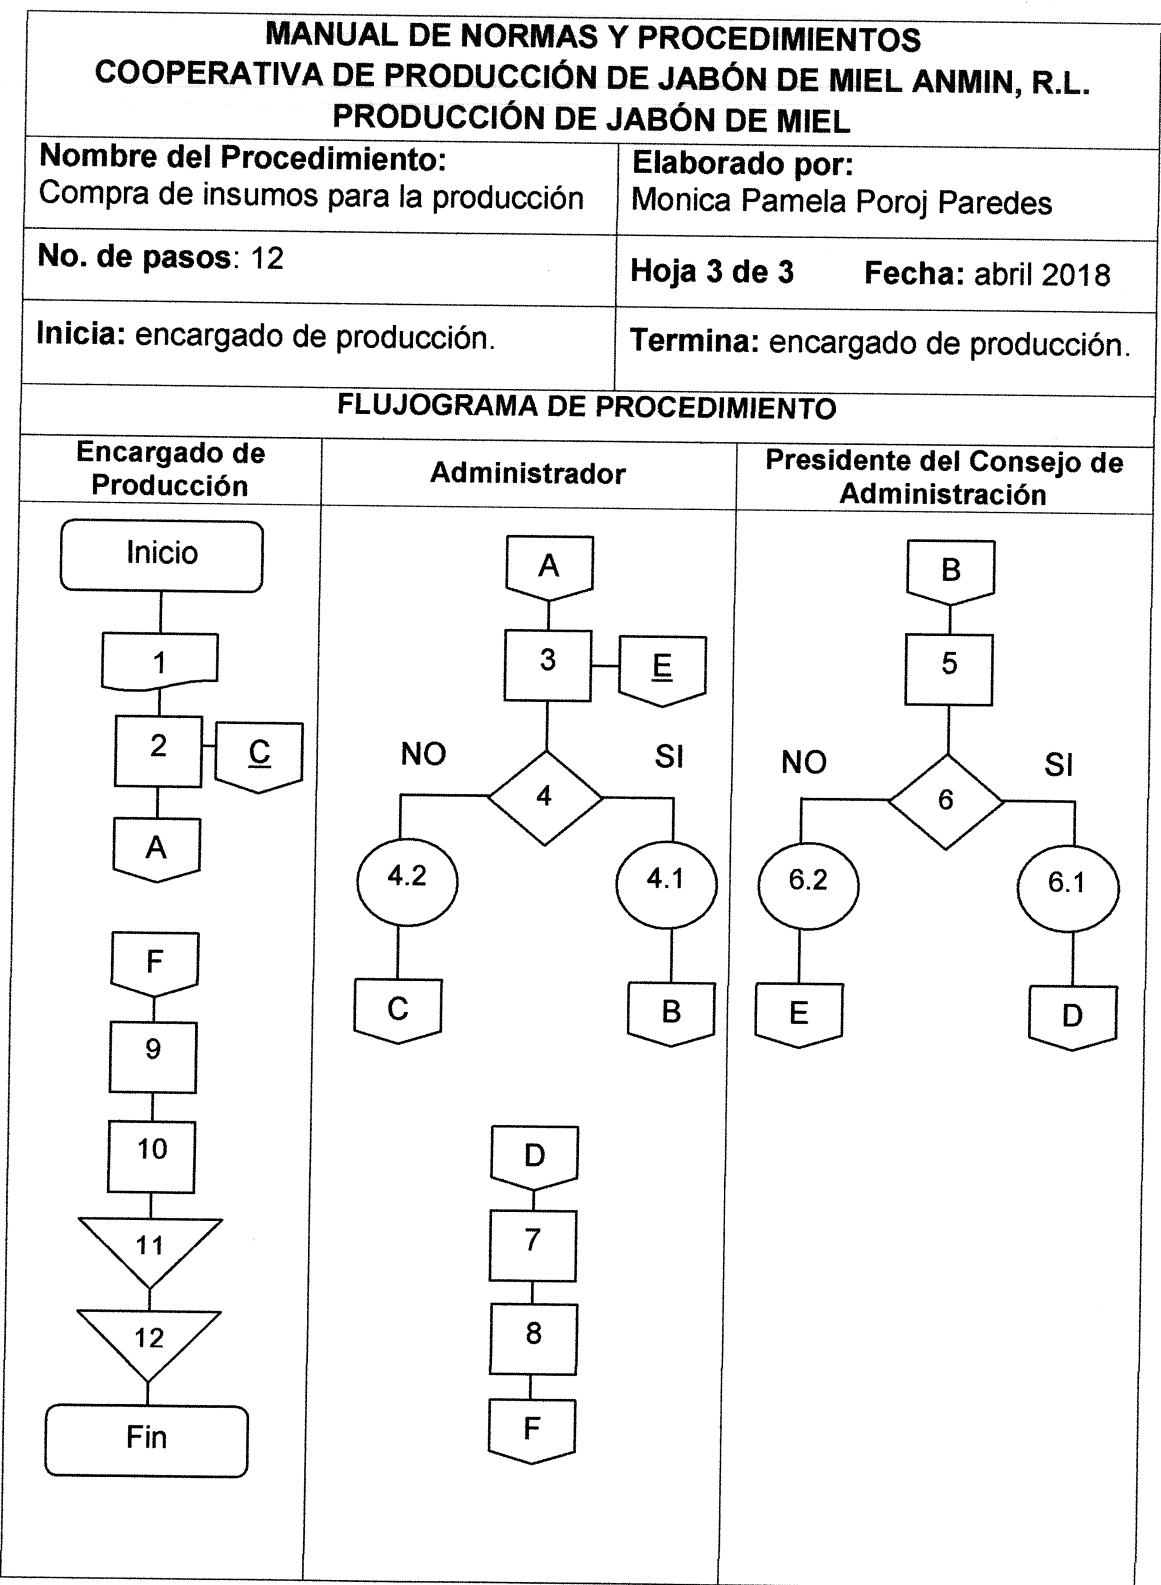 MANUAL DE NORMAS Y PROCEDIMIENTOS
COOPERATIVA DE PRODUCCIÓN DE JABÓN DE MIEL ANMIN, R.L.
PRODUCCIÓN DE JABÓN DE MIEL
Nombre del Procedimiento:
Compra de insumos para la producción
Elaborado por:
Monica Pamela Poroj Paredes
No. de pasos: 12
Hoja 3 de 3 Fecha: abril 2018
Inicia: encargado de producción.
Termina: encargado de producción.
FLUJOGRAMA DE PROCEDIMIENTO
Encargado de
Producción
Administrador
Presidente del Consejo de
Administración
Inicio
1
2
C
A
F
9
10
11
12
Fin
A
3
E
NO
SI
4
4.2
4.1
C
B
D
7
8
F
B
5
NO
SI
6
6.2
6.1
E
D